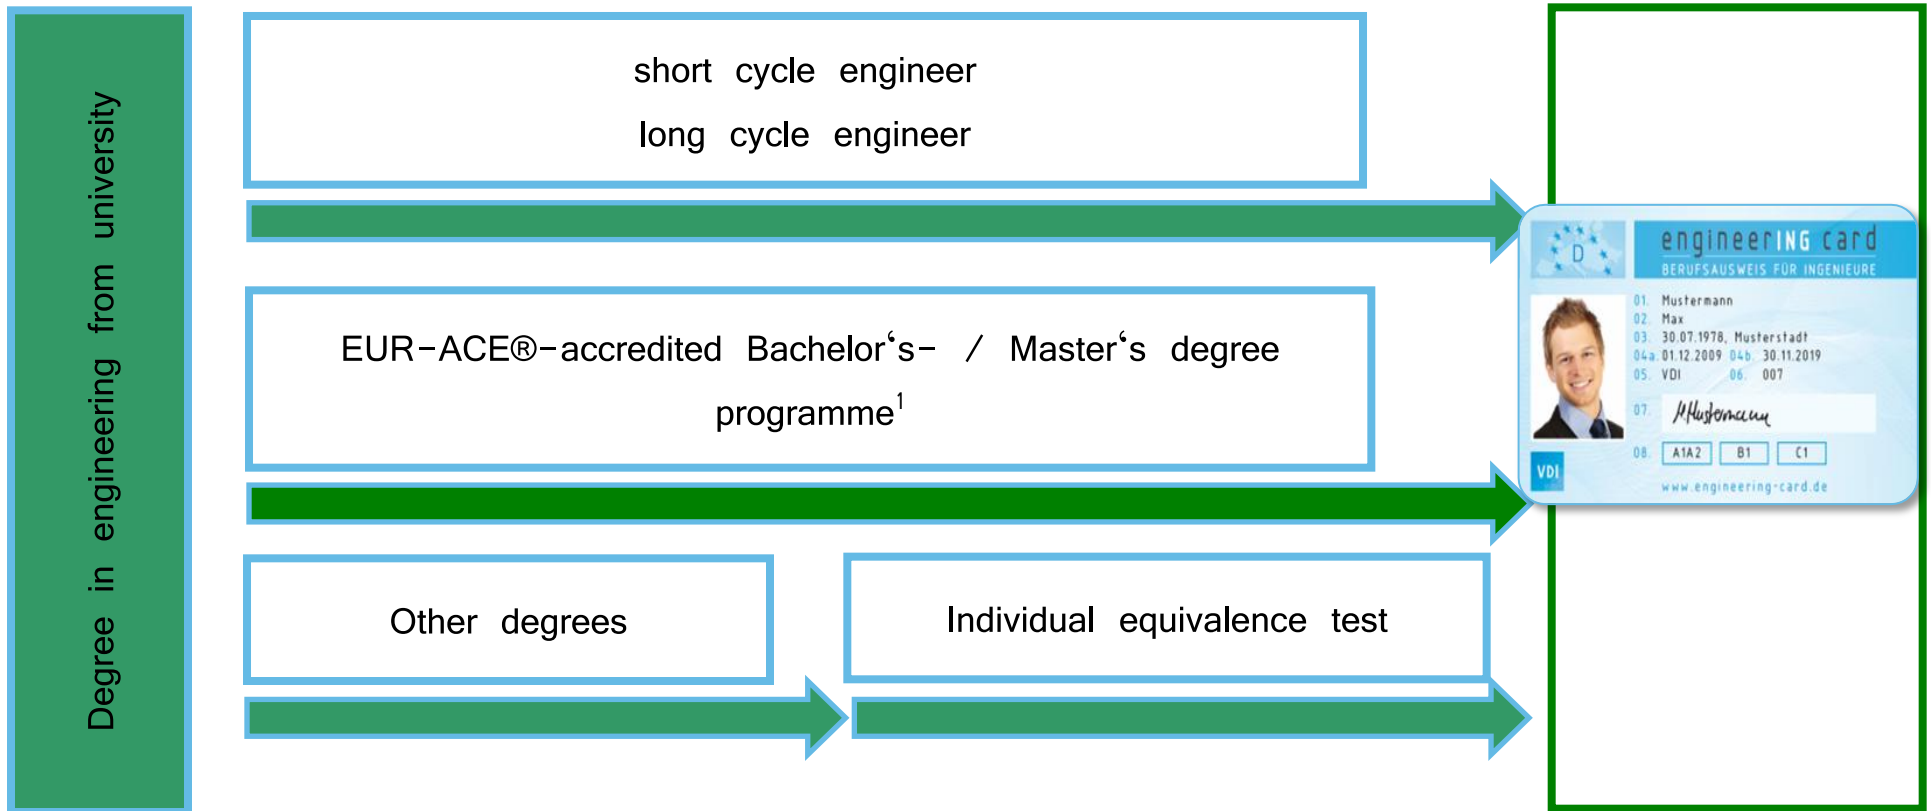 Degree in engineering from university
short cycle engineer
long cycle engineer
EUR-ACE®-accredited Bachelor‘s- / Master‘s degree
programme¹
Other degrees
Individual equivalence test
D
engineerING card
BERUFSAUSWEIS FÜR INGENIEURE
01. Mustermann
02. Max
03. 30.07.1978, Musterstadt
04a. 01.12.2009 04b. 30.11.2019
05. VDI 06. 007
07. MMustermann
08. A1A2 B1 C1
VDI
www.engineering-card.de